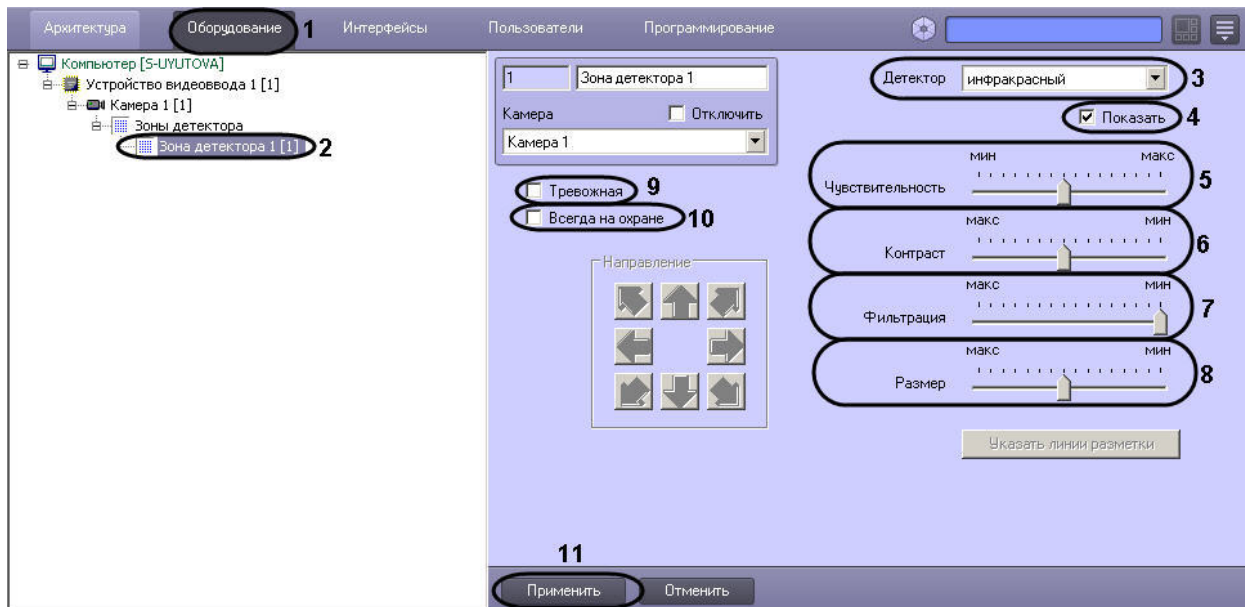 Архитектура Оборудование 1 Интерфейсы Пользователи Программирование
Компьютер [S-UYUTOVA]
Устройство видеоввода 1 [1]
Камера 1 [1]
Зоны детектора
Зона детектора 1 [1] 2
1 Зона детектора 1
Камера Отключить
Камера 1
Тревожная 9
Всегда на охране 10
Направление
Детектор инфракрасный 3
Показать 4
мин макс
Чувствительность 5
макс мин
Контраст 6
макс мин
Фильтрация 7
макс мин
Размер 8
Указать линии разметки
11
Применить Отменить